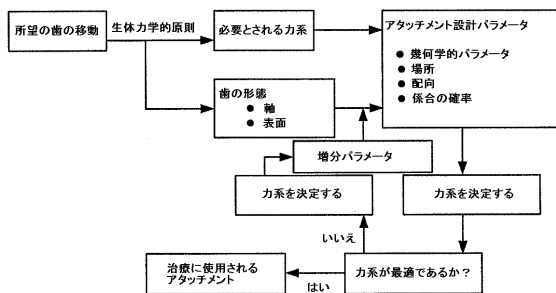 所望の歯の移動
生体力学的原則
必要とされる力系
アタッチメント設計パラメータ
● 幾何学的パラメータ
● 場所
● 配向
● 係合の確率
歯の形態
● 軸
● 表面
増分パラメータ
力系を決定する
力系を決定する
いいえ
治療に使用される
アタッチメント
はい
力系が最適であるか？